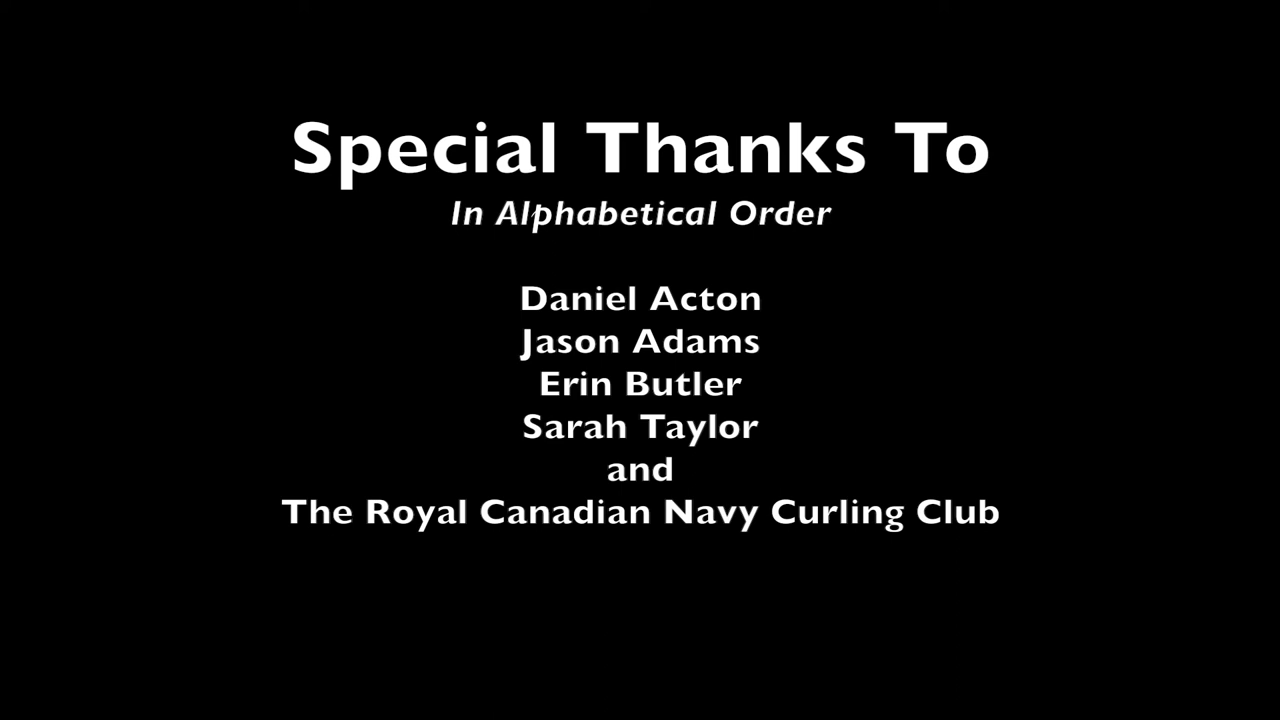 Special Thanks To
In Alphabetical Order
Daniel Acton
Jason Adams
Erin Butler
Sarah Taylor
and
The Royal Canadian Navy Curling Club